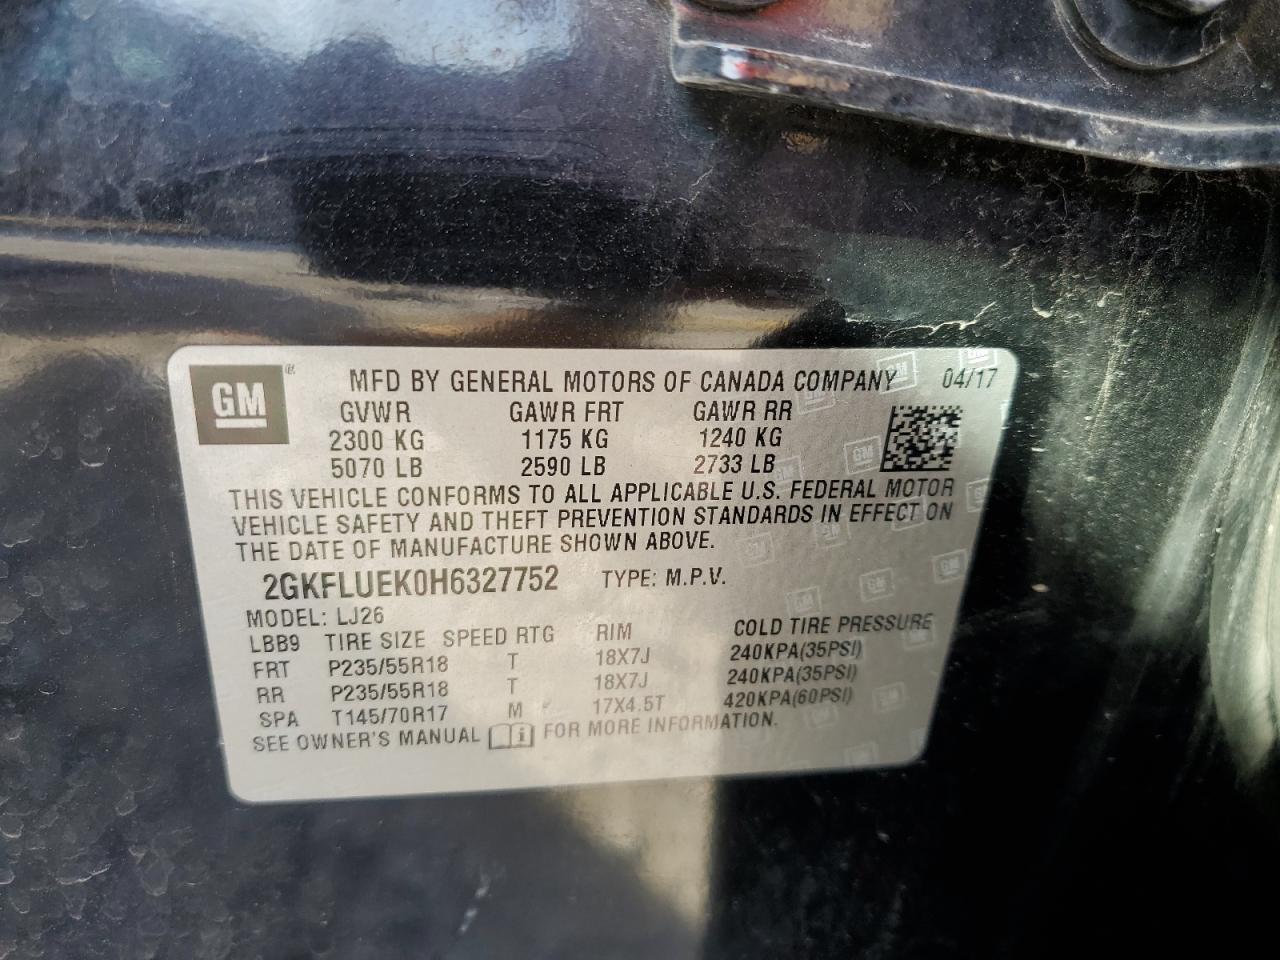 GM ® MFD BY GENERAL MOTORS OF CANADA COMPANY 04/17
GVWR GAWR FRT GAWR RR
2300 KG 1175 KG 1240 KG
5070 LB 2590 LB 2733 LB
THIS VEHICLE CONFORMS TO ALL APPLICABLE U.S. FEDERAL MOTOR
VEHICLE SAFETY AND THEFT PREVENTION STANDARDS IN EFFECT ON
THE DATE OF MANUFACTURE SHOWN ABOVE.
2GKFLUEK0H6327752 TYPE: M.P.V.
MODEL: LJ26
LBB9 TIRE SIZE SPEED RTG RIM COLD TIRE PRESSURE
FRT P235/55R18 T 18X7J 240KPA(35PSI)
RR P235/55R18 T 18X7J 240KPA(35PSI)
SPA T145/70R17 M 17X4.5T 420KPA(60PSI)
SEE OWNER'S MANUAL i FOR MORE INFORMATION.